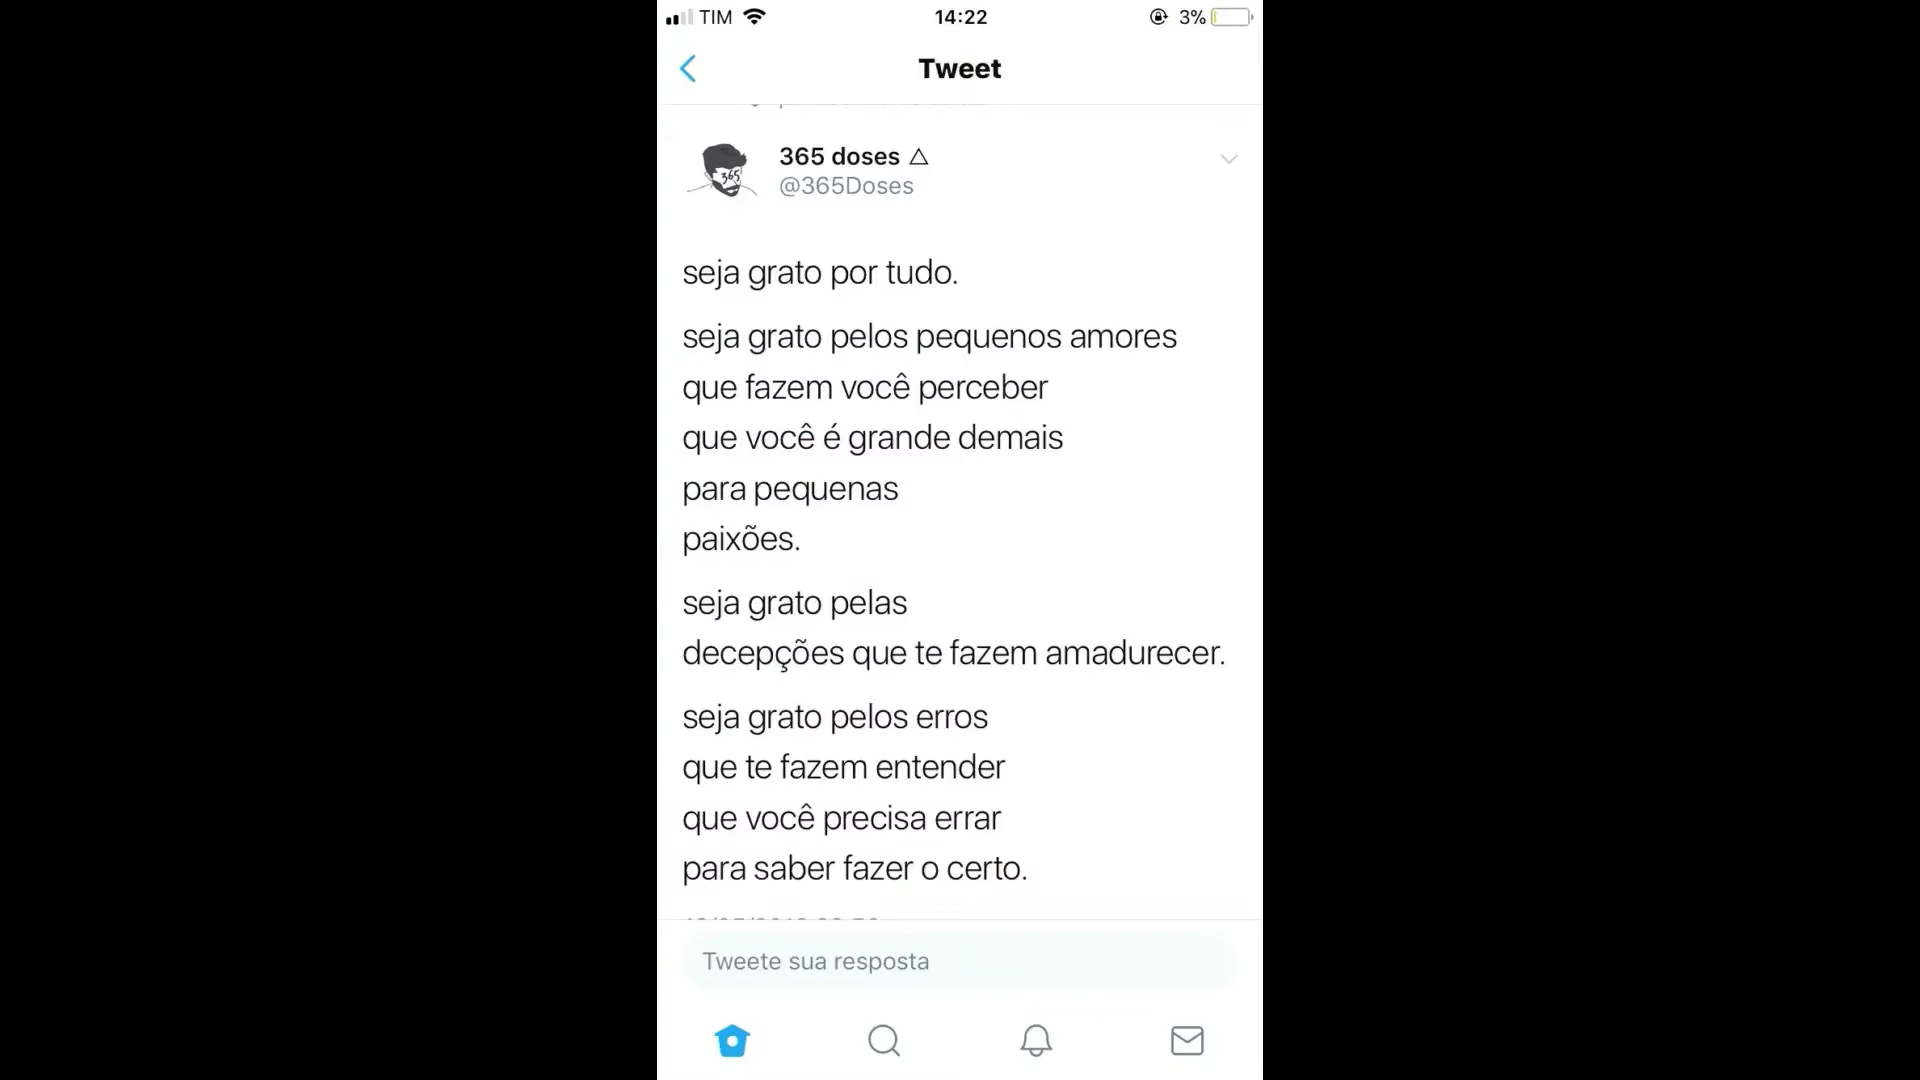 TIM 14:22 3%
Tweet
365 doses △
@365Doses
365
seja grato por tudo.
seja grato pelos pequenos amores
que fazem você perceber
que você é grande demais
para pequenas
paixões.
seja grato pelas
decepções que te fazem amadurecer.
seja grato pelos erros
que te fazem entender
que você precisa errar
para saber fazer o certo.
Tweete sua resposta